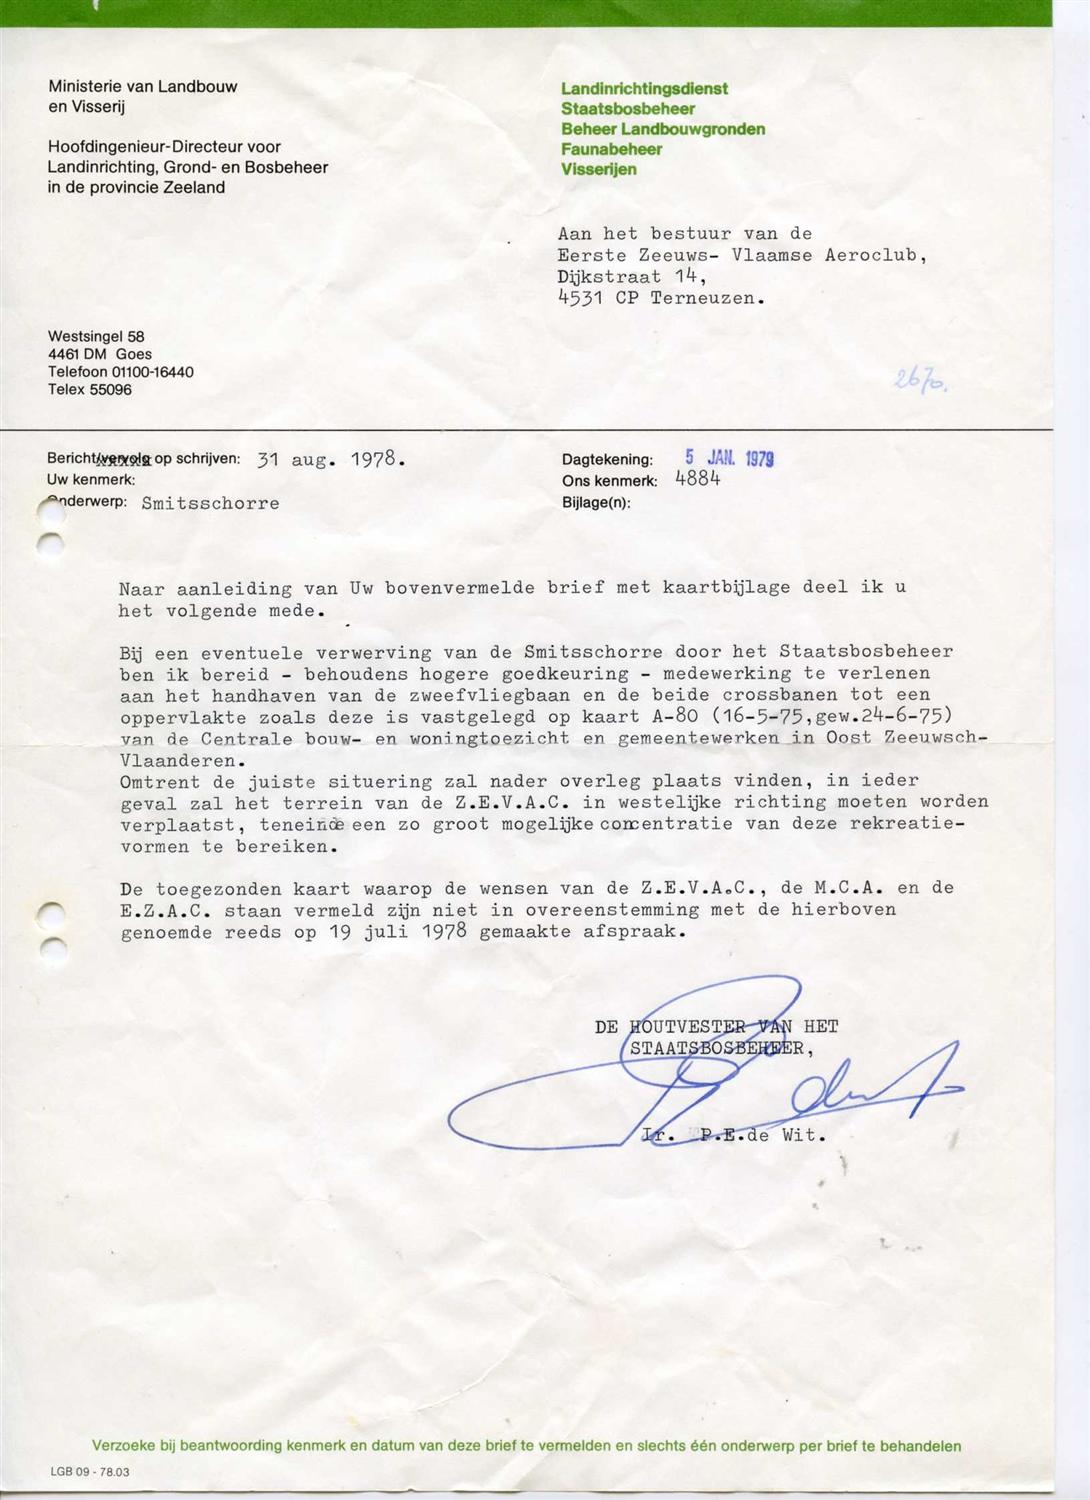 Ministerie van Landbouw
en Visserij
Hoofdingenieur-Directeur voor
Landinrichting, Grond- en Bosbeheer
in de provincie Zeeland
Landinrichtingsdienst
Staatsbosbeheer
Beheer Landbouwgronden
Faunabeheer
Visserijen
Aan het bestuur van de
Eerste Zeeuws- Vlaamse Aeroclub,
Dijkstraat 14,
4531 CP Terneuzen.
Westsingel 58
4461 DM Goes
Telefoon 01100-16440
Telex 55096
2670.
Bericht/vervolg op schrijven: 31 aug. 1978.
Uw kenmerk:
Onderwerp: Smitsschorre
Dagtekening: 5 JAN. 1979
Ons kenmerk: 4884
Bijlage(n):
Naar aanleiding van Uw bovenvermelde brief met kaartbijlage deel ik u
het volgende mede.
Bij een eventuele verwerving van de Smitsschorre door het Staatsbosbeheer
ben ik bereid - behoudens hogere goedkeuring - medewerking te verlenen
aan het handhaven van de zweefvliegbaan en de beide crossbanen tot een
oppervlakte zoals deze is vastgelegd op kaart A-80 (16-5-75,gew.24-6-75)
van de Centrale bouw- en woningtoezicht en gemeentewerken in Oost Zeeuwsch-
Vlaanderen.
Omtrent de juiste situering zal nader overleg plaats vinden, in ieder
geval zal het terrein van de Z.E.V.A.C. in westelijke richting moeten worden
verplaatst, teneinde een zo groot mogelijke concentratie van deze rekreatie-
vormen te bereiken.
De toegezonden kaart waarop de wensen van de Z.E.V.A.C., de M.C.A. en de
E.Z.A.C. staan vermeld zijn niet in overeenstemming met de hierboven
genoemde reeds op 19 juli 1978 gemaakte afspraak.
DE HOUTVESTER VAN HET
STAATSBOSBEHEER,
Ir. P.E.de Wit.
Verzoeke bij beantwoording kenmerk en datum van deze brief te vermelden en slechts één onderwerp per brief te behandelen
LGB 09 - 78.03